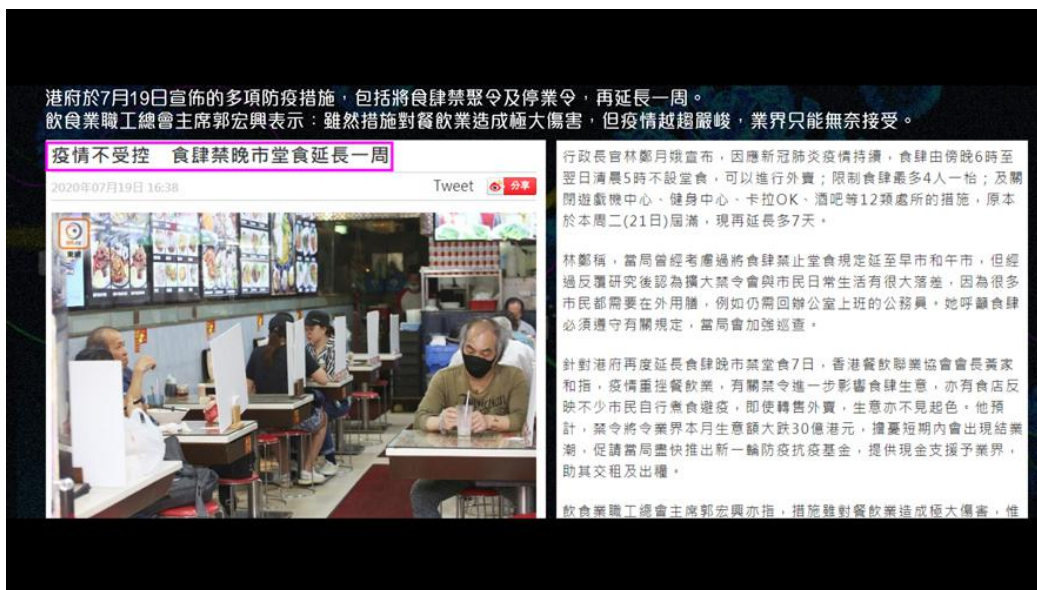 港府於7月19日宣佈的多項防疫措施，包括將食肆禁聚令及停業令，再延長一周。
飲食業職工總會主席郭宏興表示：雖然措施對餐飲業造成極大傷害，但疫情越趨嚴峻，業界只能無奈接受。
疫情不受控　食肆禁晚市堂食延長一周
2020年07月19日 16:38
Tweet
分享
行政長官林鄭月娥宣布，因應新冠肺炎疫情持續，食肆由傍晚6時至
翌日清晨5時不設堂食，可以進行外賣；限制食肆最多4人一枱；及關
閉遊戲機中心、健身中心、卡拉OK、酒吧等12類處所的措施，原本
於本周二(21日)屆滿，現再延長多7天。
林鄭稱，當局曾經考慮過將食肆禁止堂食規定延至早市和午市，但經
過反覆研究後認為擴大禁令會與市民日常生活有很大落差，因為很多
市民都需要在外用膳，例如仍需回辦公室上班的公務員。她呼籲食肆
必須遵守有關規定，當局會加強巡查。
針對港府再度延長食肆晚市禁堂食7日，香港餐飲聯業協會會長黃家
和指，疫情重挫餐飲業，有關禁令進一步影響食肆生意，亦有食店反
映不少市民自行煮食避疫，即使轉售外賣，生意亦不見起色。他預
計，禁令將令業界本月生意額大跌30億港元，擔憂短期內會出現結業
潮，促請當局盡快推出新一輪防疫抗疫基金，提供現金支援予業界，
助其交租及出糧。
飲食業職工總會主席郭宏興亦指，措施雖對餐飲業造成極大傷害，惟